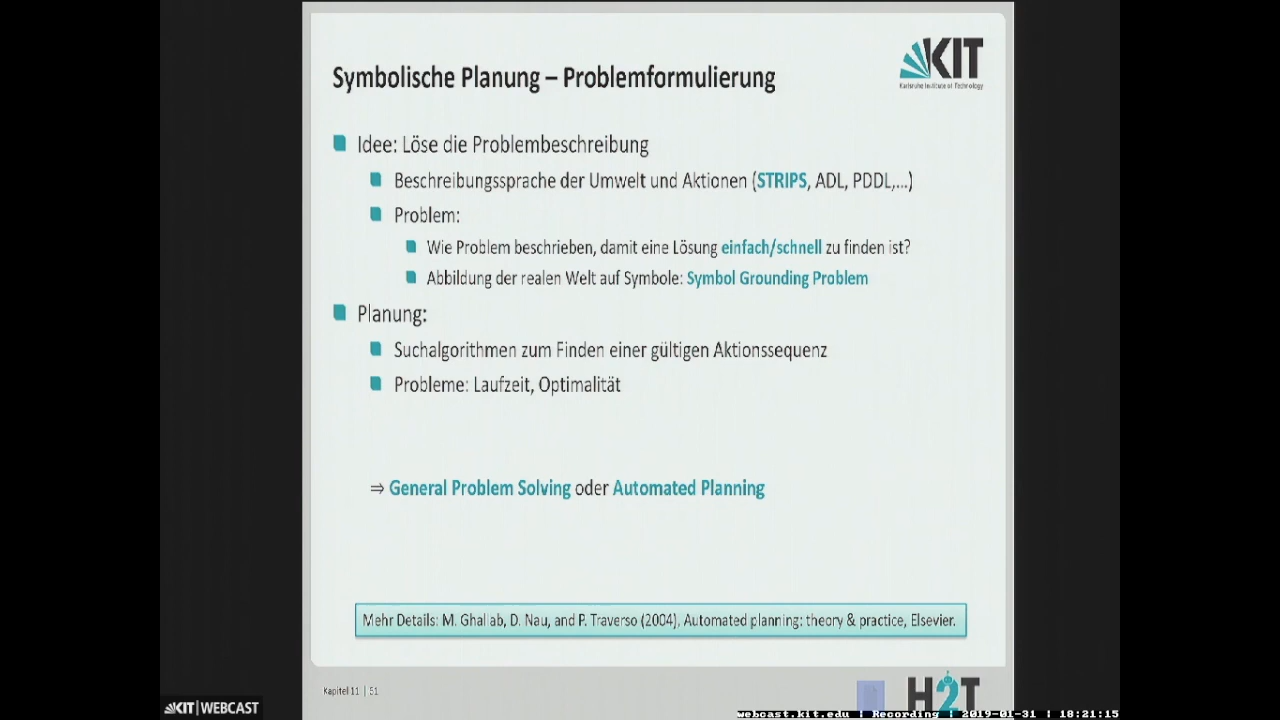 KIT
Karlsruhe Institute of Technology
Symbolische Planung – Problemformulierung
Idee: Löse die Problembeschreibung
Beschreibungssprache der Umwelt und Aktionen (STRIPS, ADL, PDDL,...)
Problem:
Wie Problem beschrieben, damit eine Lösung einfach/schnell zu finden ist?
Abbildung der realen Welt auf Symbole: Symbol Grounding Problem
Planung:
Suchalgorithmen zum Finden einer gültigen Aktionssequenz
Probleme: Laufzeit, Optimalität
⇒ General Problem Solving oder Automated Planning
Mehr Details: M. Ghallab, D. Nau, and P. Traverso (2004), Automated planning: theory & practice, Elsevier.
Kapitel 11 | 51
H2T
KIT | WEBCAST
webcast.kit.edu | Recording | 2019-01-31 | 18:21:15